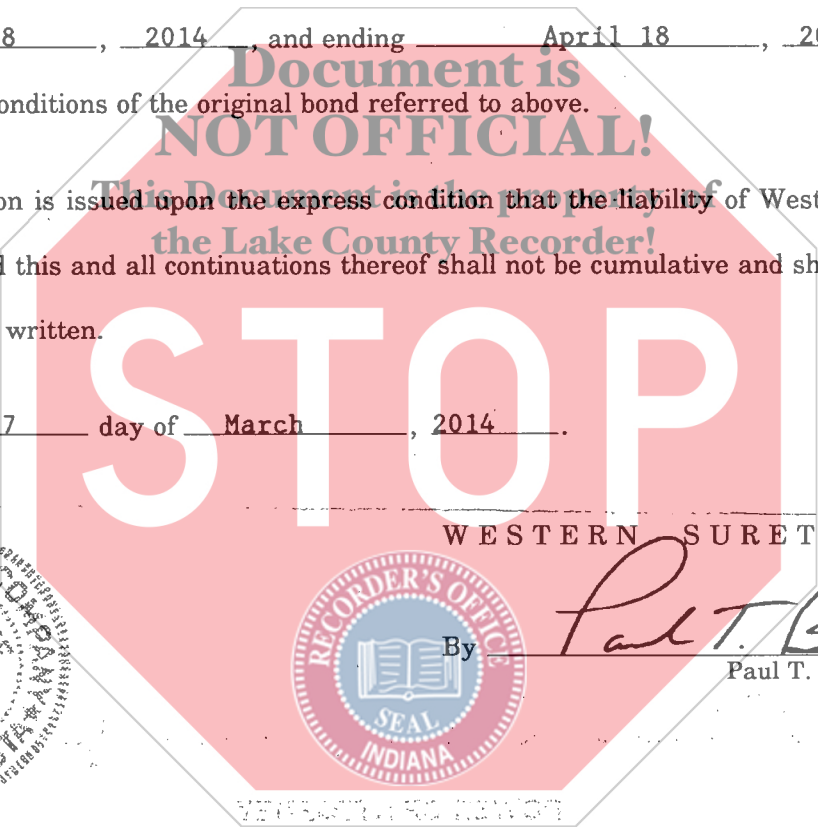 8 , 2014 , and ending April 18 , 20
Document is
onditions of the original bond referred to above.
NOT OFFICIAL!
on is issued upon the express condition that the liability of West
This Document is the property of
the Lake County Recorder!
d this and all continuations thereof shall not be cumulative and sh
written.
STOP
7 day of March , 2014 .
WESTERN SURET
COMPANY
RECORDER'S OFFICE
SEAL
INDIANA
By Paul T.
Paul T.